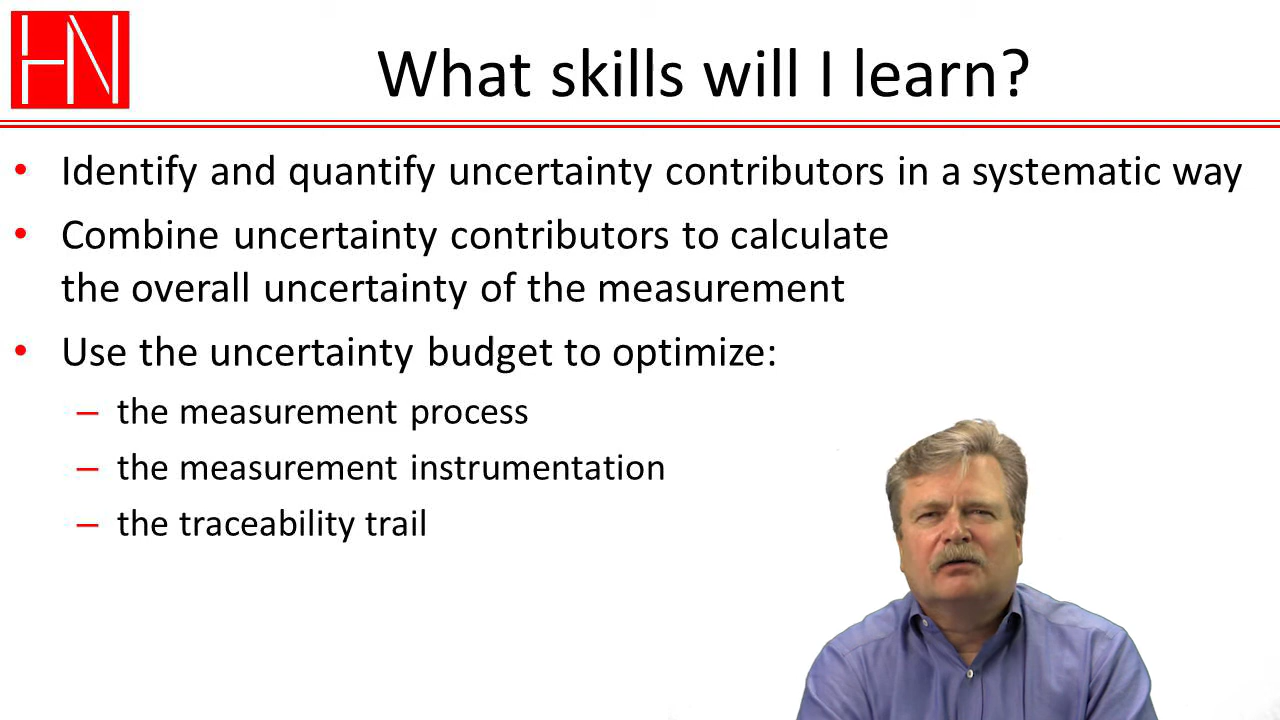 HN
What skills will I learn?
• Identify and quantify uncertainty contributors in a systematic way
• Combine uncertainty contributors to calculate
the overall uncertainty of the measurement
• Use the uncertainty budget to optimize:
– the measurement process
– the measurement instrumentation
– the traceability trail